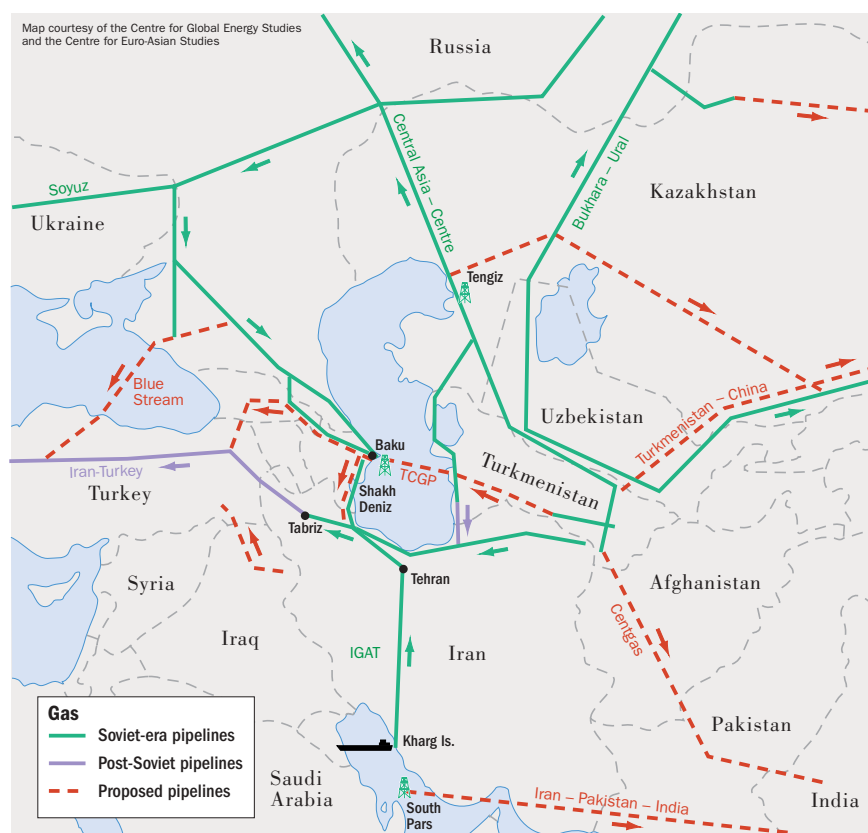 Map courtesy of the Centre for Global Energy Studies
and the Centre for Euro-Asian Studies
Russia
Central Asia – Centre
Bukhara – Ural
Kazakhstan
Soyuz
Ukraine
Tengiz
Blue
Stream
Uzbekistan
Turkmenistan – China
Baku
Iran-Turkey
Turkey
TCGP
Turkmenistan
Shakh
Deniz
Tabriz
Tehran
Syria
Afghanistan
Centgas
Iraq
IGAT
Iran
Gas
Soviet-era pipelines
Post-Soviet pipelines
Proposed pipelines
Kharg Is.
Pakistan
Saudi
Arabia
South
Pars
Iran – Pakistan – India
India